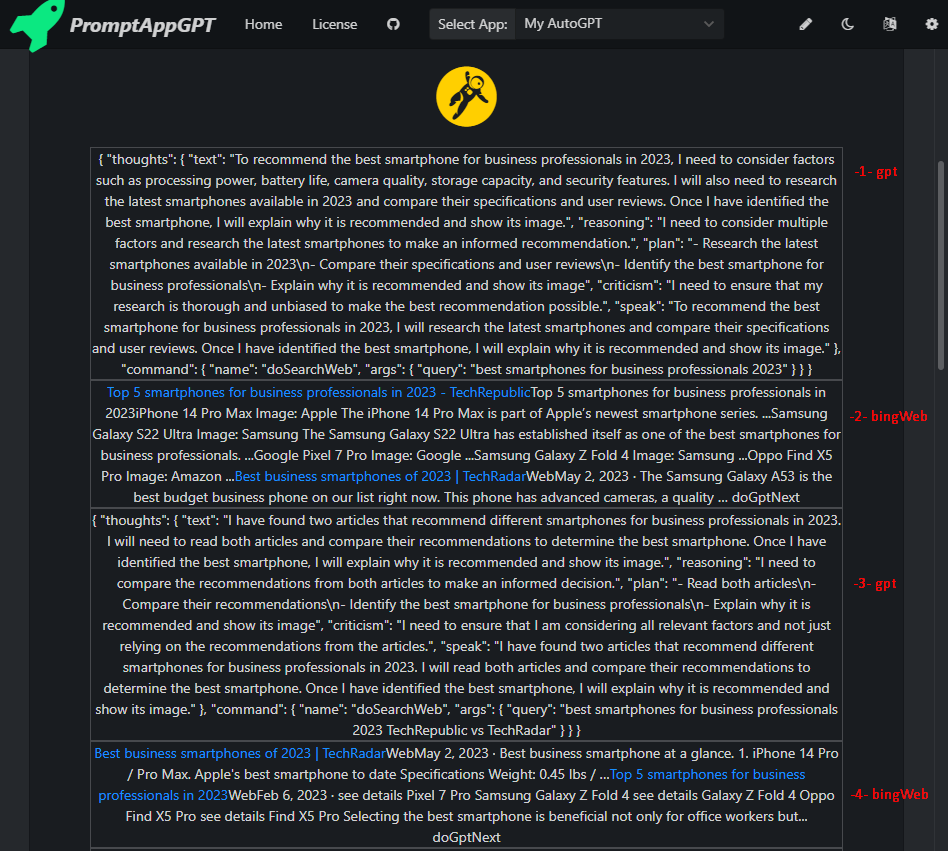 PromptAppGPT Home License Select App: My AutoGPT
{ "thoughts": { "text": "To recommend the best smartphone for business professionals in 2023, I need to consider factors
such as processing power, battery life, camera quality, storage capacity, and security features. I will also need to research
the latest smartphones available in 2023 and compare their specifications and user reviews. Once I have identified the
best smartphone, I will explain why it is recommended and show its image.", "reasoning": "I need to consider multiple
factors and research the latest smartphones to make an informed recommendation.", "plan": "- Research the latest
smartphones available in 2023\n- Compare their specifications and user reviews\n- Identify the best smartphone for
business professionals\n- Explain why it is recommended and show its image", "criticism": "I need to ensure that my
research is thorough and unbiased to make the best recommendation possible.", "speak": "To recommend the best
smartphone for business professionals in 2023, I will research the latest smartphones and compare their specifications
and user reviews. Once I have identified the best smartphone, I will explain why it is recommended and show its image." },
"command": { "name": "doSearchWeb", "args": { "query": "best smartphones for business professionals 2023" } } }
-1- gpt
Top 5 smartphones for business professionals in 2023 - TechRepublicTop 5 smartphones for business professionals in
2023iPhone 14 Pro Max Image: Apple The iPhone 14 Pro Max is part of Apple's newest smartphone series. ...Samsung
Galaxy S22 Ultra Image: Samsung The Samsung Galaxy S22 Ultra has established itself as one of the best smartphones for
business professionals. ...Google Pixel 7 Pro Image: Google ...Samsung Galaxy Z Fold 4 Image: Samsung ...Oppo Find X5
Pro Image: Amazon ...Best business smartphones of 2023 | TechRadarWebMay 2, 2023 · The Samsung Galaxy A53 is the
best budget business phone on our list right now. This phone has advanced cameras, a quality ... doGptNext
-2- bingWeb
{ "thoughts": { "text": "I have found two articles that recommend different smartphones for business professionals in 2023.
I will need to read both articles and compare their recommendations to determine the best smartphone. Once I have
identified the best smartphone, I will explain why it is recommended and show its image.", "reasoning": "I need to
compare the recommendations from both articles to make an informed decision.", "plan": "- Read both articles\n-
Compare their recommendations\n- Identify the best smartphone for business professionals\n- Explain why it is
recommended and show its image", "criticism": "I need to ensure that I am considering all relevant factors and not just
relying on the recommendations from the articles.", "speak": "I have found two articles that recommend different
smartphones for business professionals in 2023. I will read both articles and compare their recommendations to
determine the best smartphone. Once I have identified the best smartphone, I will explain why it is recommended and
show its image." }, "command": { "name": "doSearchWeb", "args": { "query": "best smartphones for business professionals
2023 TechRepublic vs TechRadar" } } }
-3- gpt
Best business smartphones of 2023 | TechRadarWebMay 2, 2023 · Best business smartphone at a glance. 1. iPhone 14 Pro
/ Pro Max. Apple's best smartphone to date Specifications Weight: 0.45 lbs / ...Top 5 smartphones for business
professionals in 2023WebFeb 6, 2023 · see details Pixel 7 Pro Samsung Galaxy Z Fold 4 see details Galaxy Z Fold 4 Oppo
Find X5 Pro see details Find X5 Pro Selecting the best smartphone is beneficial not only for office workers but...
doGptNext
-4- bingWeb